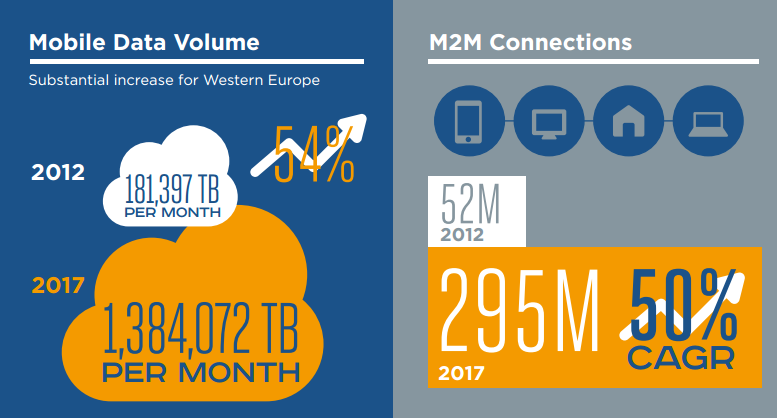 Mobile Data Volume
Substantial increase for Western Europe
2012
181,397 TB
PER MONTH
54%
2017
1,384,072 TB
PER MONTH
M2M Connections
52M
2012
295M
2017
50%
CAGR